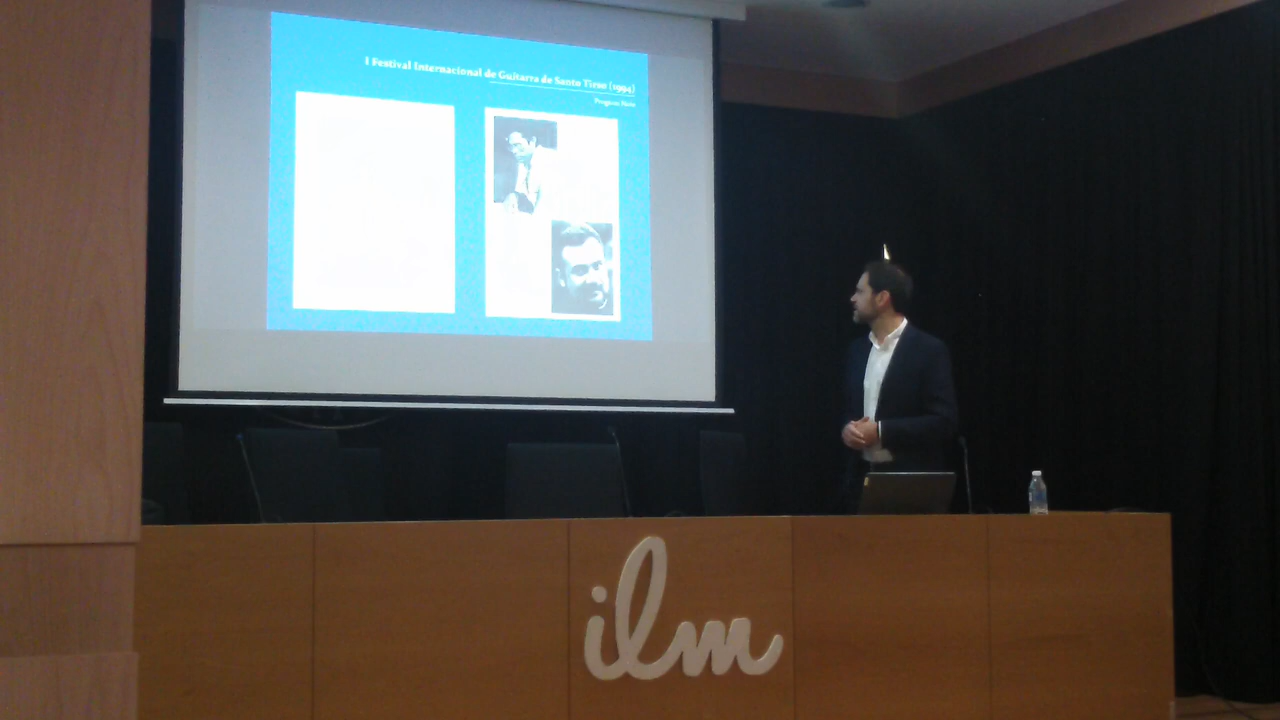 I Festival Internacional de Guitarra de Santo Tirso (1994)
ilm